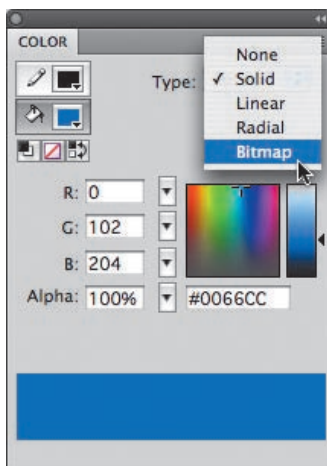 COLOR
None
Type: ✓ Solid
Linear
Radial
Bitmap
R: 0
G: 102
B: 204
Alpha: 100% #0066CC